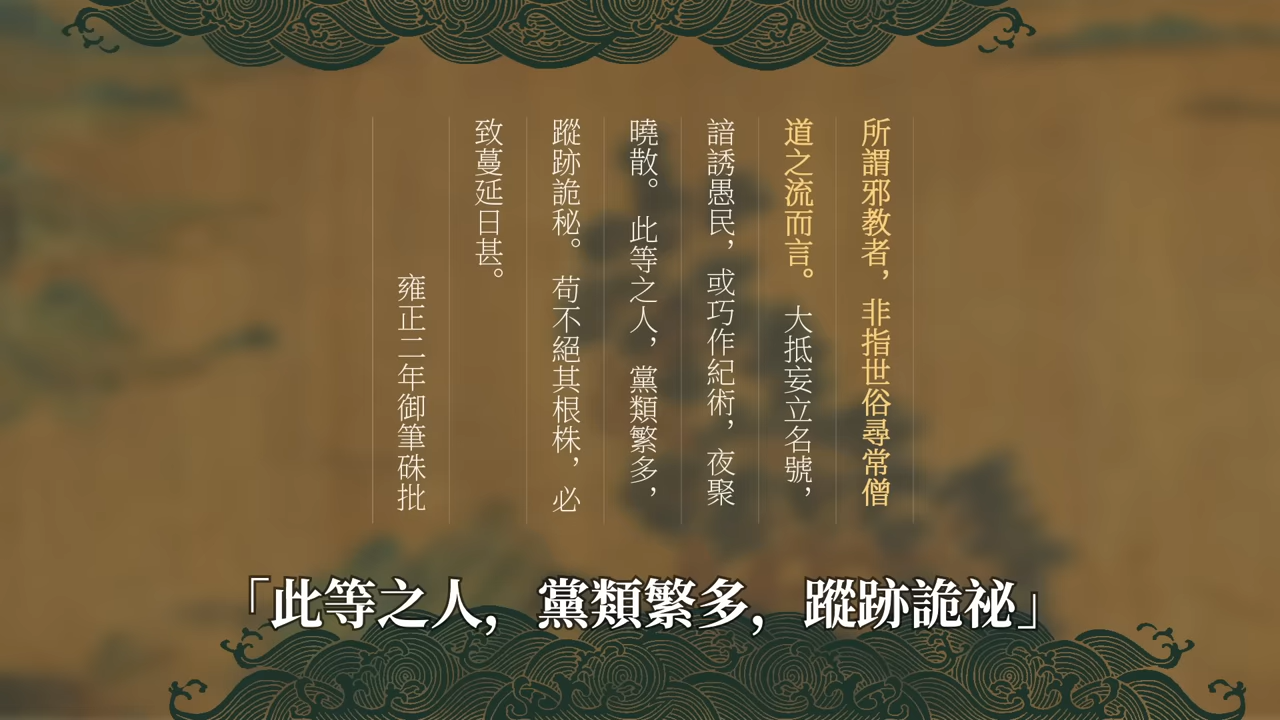 所謂邪教者，非指世俗尋常僧
道之流而言。大抵妄立名號，
諳誘愚民，或巧作紀術，夜聚
曉散。此等之人，黨類繁多，
蹤跡詭秘。苟不絕其根株，必
致蔓延日甚。
雍正二年御筆硃批
「此等之人，黨類繁多，蹤跡詭祕」